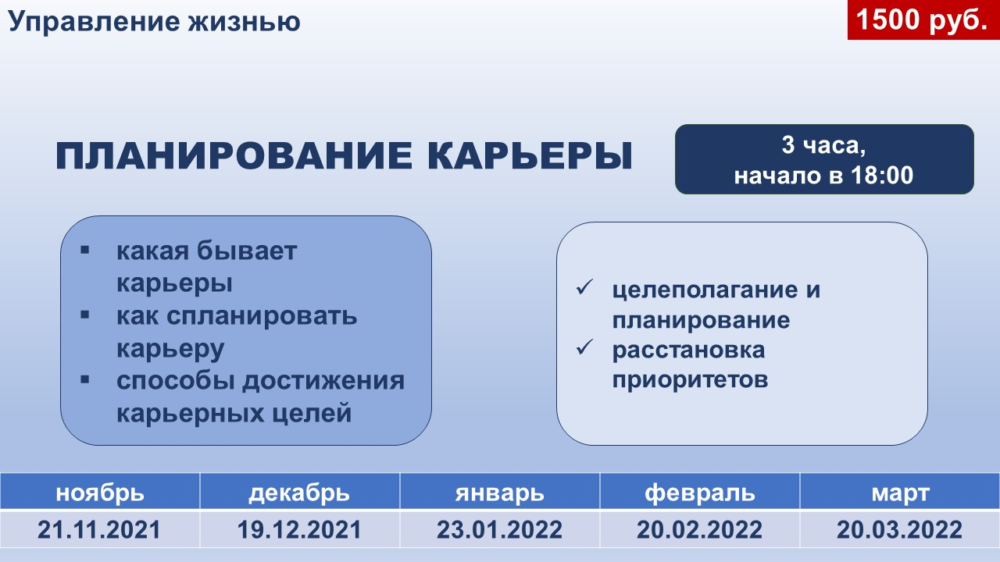 Управление жизнью
1500 руб.
ПЛАНИРОВАНИЕ КАРЬЕРЫ
3 часа,
начало в 18:00
▪ какая бывает
карьеры
▪ как спланировать
карьеру
▪ способы достижения
карьерных целей
✓ целеполагание и
планирование
✓ расстановка
приоритетов
ноябрь декабрь январь февраль март
21.11.2021 19.12.2021 23.01.2022 20.02.2022 20.03.2022